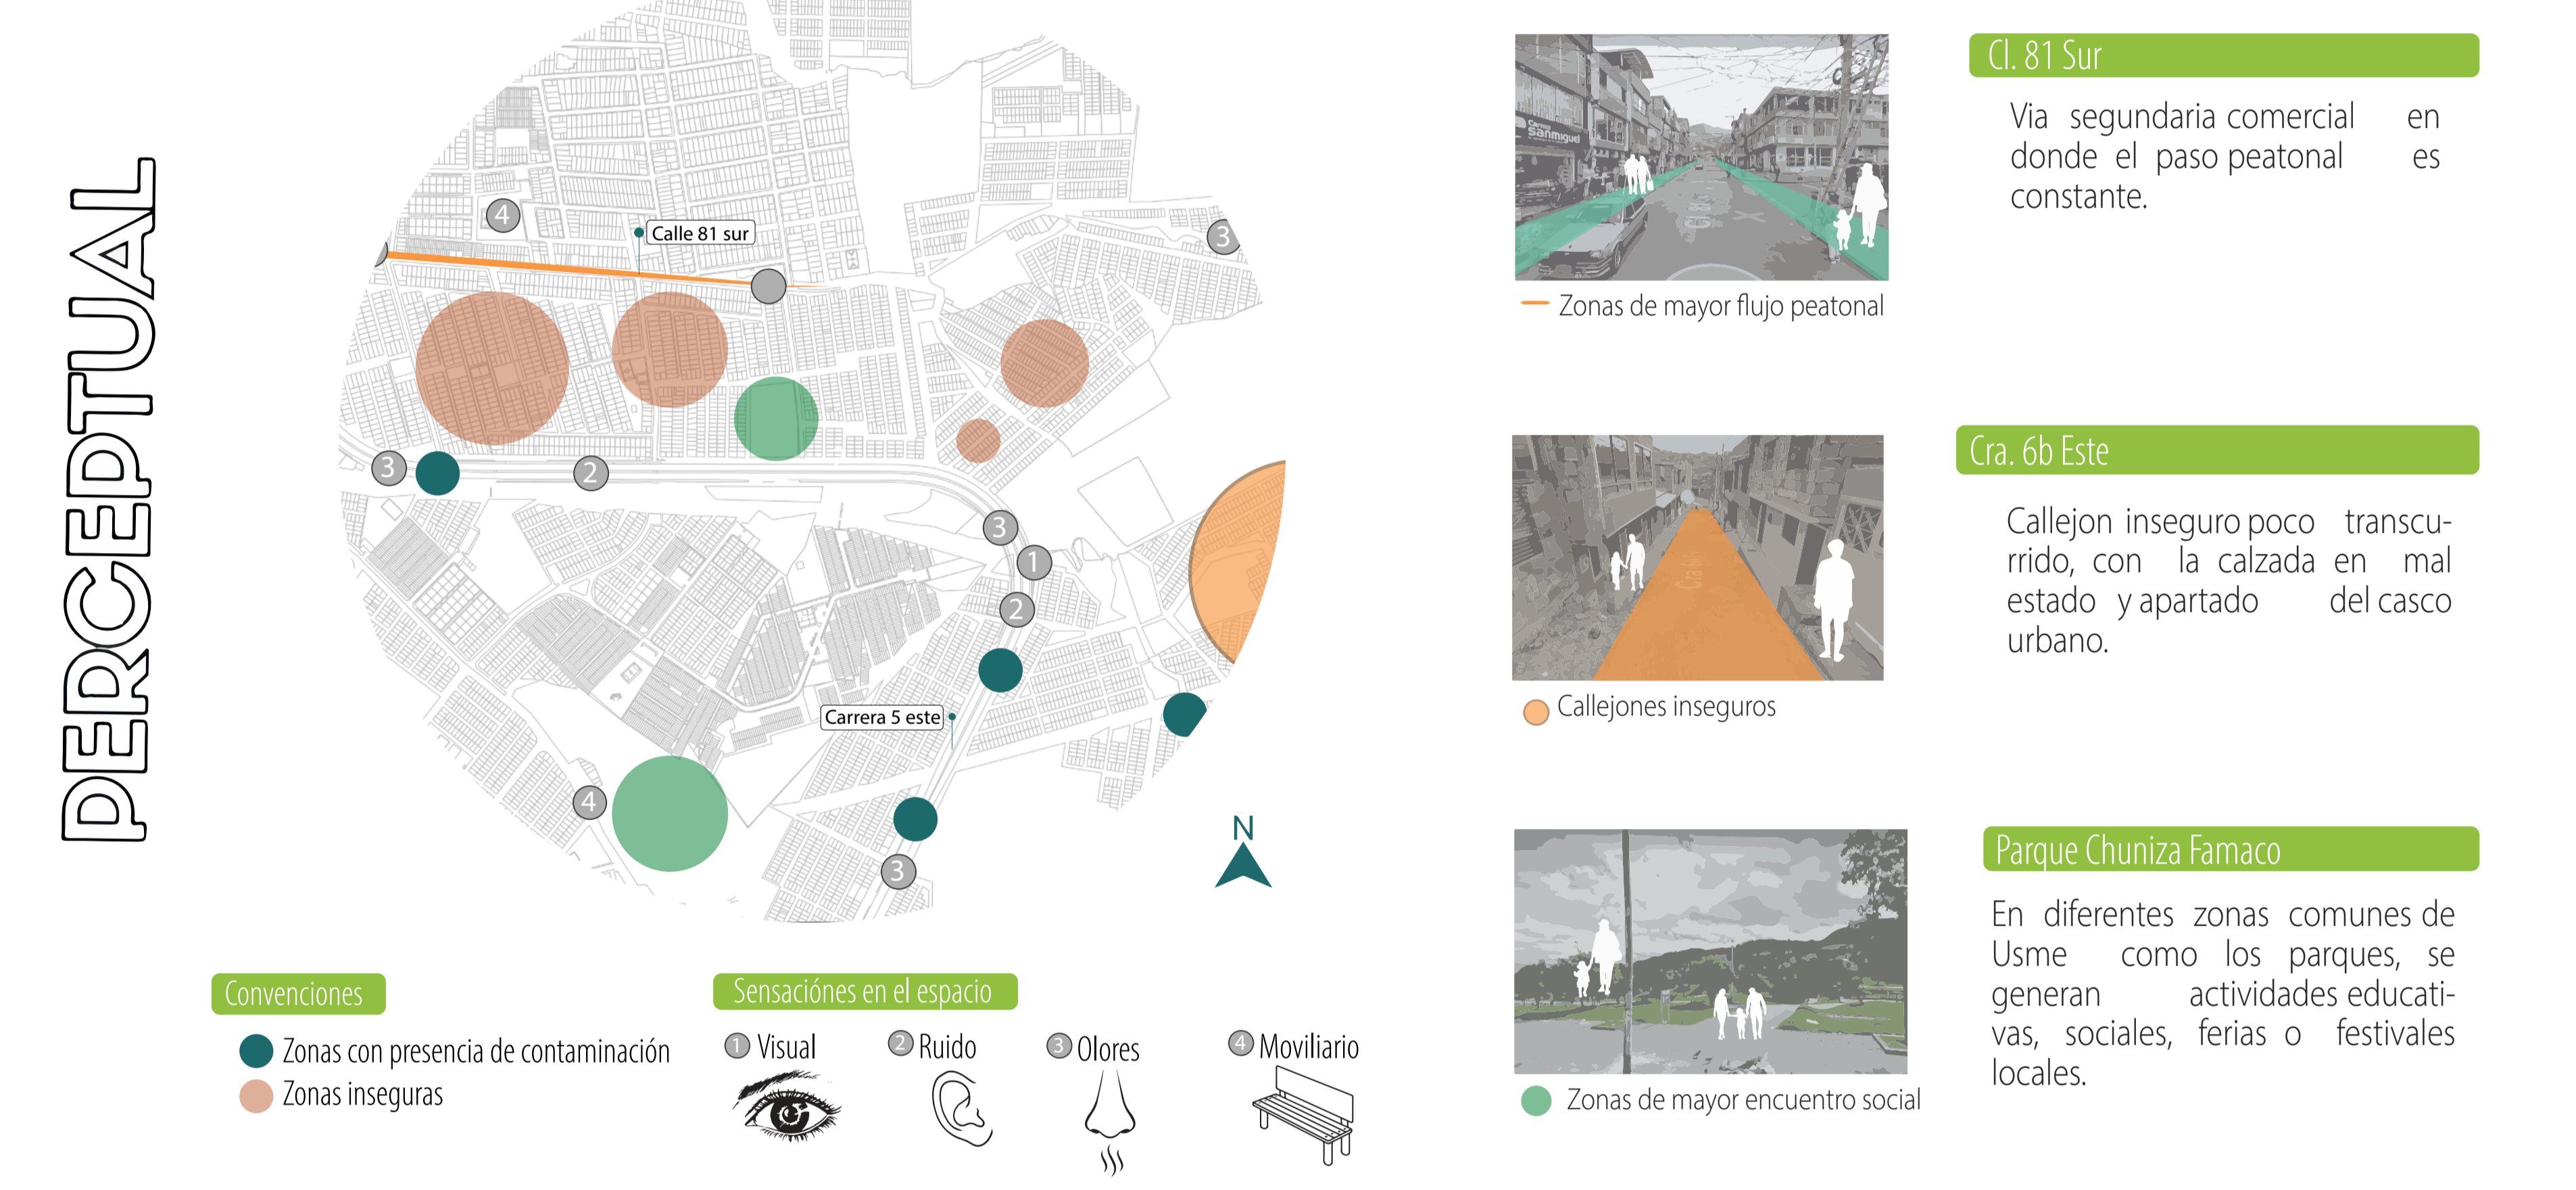 PERCEPTUAL
4
Calle 81 sur
3
3
2
3
1
2
Carrera 5 este
4
3
N
Convenciones
Zonas con presencia de contaminación
Zonas inseguras
Sensaciónes en el espacio
1 Visual
2 Ruido
3 Olores
4 Moviliario
Sanmiguel
Zonas de mayor flujo peatonal
Cl. 81 Sur
Via segundaria comercial en
donde el paso peatonal es
constante.
Cra 6b
Callejones inseguros
Cra. 6b Este
Callejon inseguro poco transcu-
rrido, con la calzada en mal
estado y apartado del casco
urbano.
Zonas de mayor encuentro social
Parque Chuniza Famaco
En diferentes zonas comunes de
Usme como los parques, se
generan actividades educati-
vas, sociales, ferias o festivales
locales.